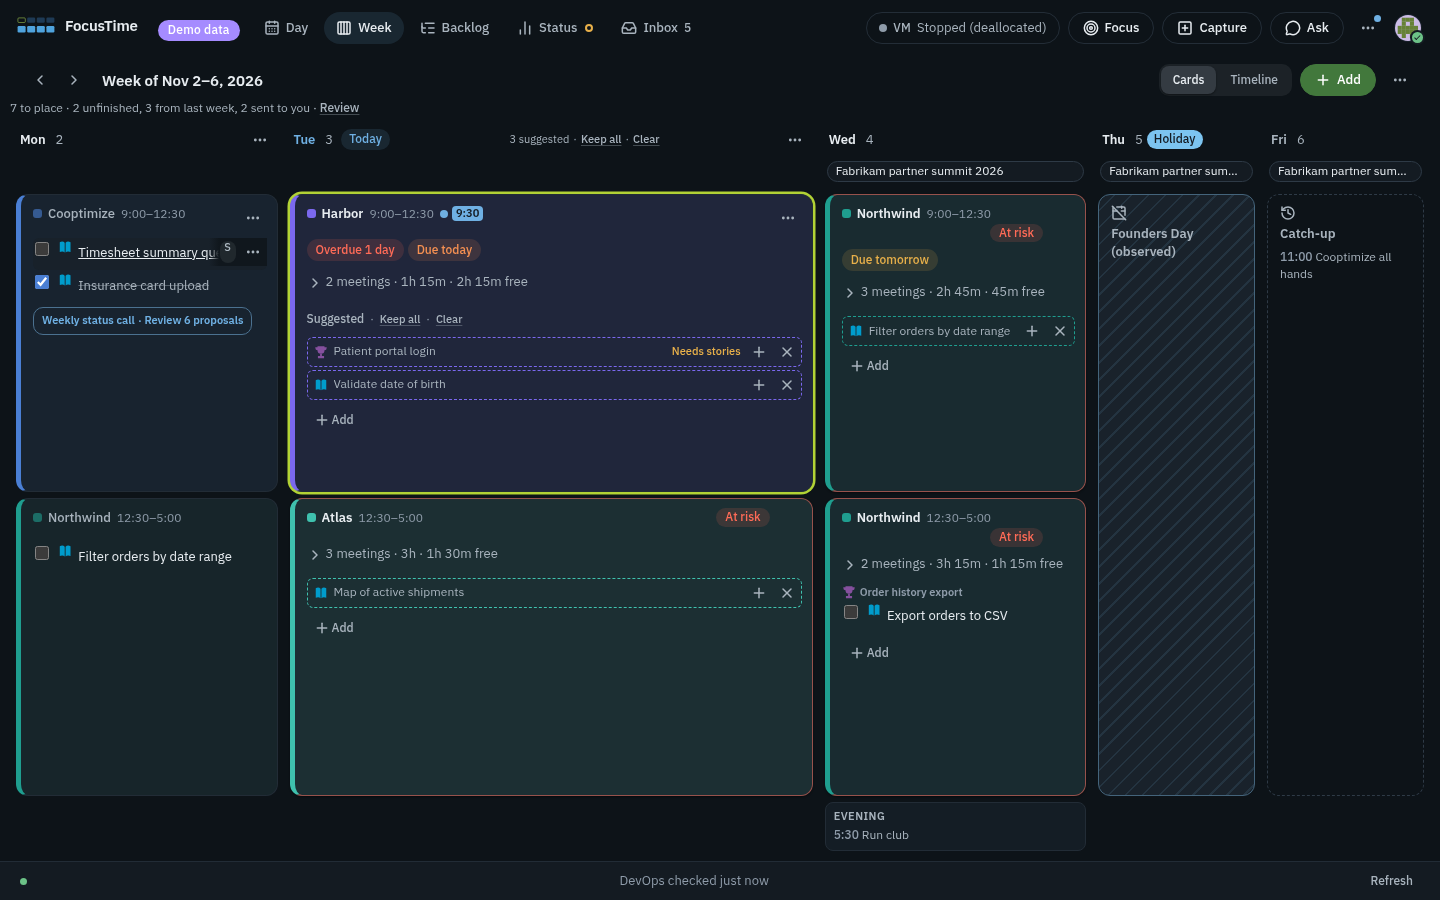 FocusTime
Demo data
Day
Week
Backlog
Status
Inbox 5
VM Stopped (deallocated)
Focus
Capture
Ask
Week of Nov 2–6, 2026
Cards
Timeline
Add
7 to place · 2 unfinished, 3 from last week, 2 sent to you · Review
Mon 2
Tue 3 Today
3 suggested · Keep all · Clear
Wed 4
Thu 5 Holiday
Fri 6
Fabrikam partner summit 2026
Fabrikam partner sum...
Fabrikam partner sum...
Cooptimize 9:00–12:30
Timesheet summary qu
S
Insurance card upload
Weekly status call · Review 6 proposals
Harbor 9:00–12:30 9:30
Overdue 1 day
Due today
2 meetings · 1h 15m · 2h 15m free
Suggested · Keep all · Clear
Patient portal login
Needs stories
Validate date of birth
Add
Northwind 9:00–12:30
At risk
Due tomorrow
3 meetings · 2h 45m · 45m free
Filter orders by date range
Add
Founders Day
(observed)
Catch-up
11:00 Cooptimize all
hands
Northwind 12:30–5:00
Filter orders by date range
Atlas 12:30–5:00
At risk
3 meetings · 3h · 1h 30m free
Map of active shipments
Add
Northwind 12:30–5:00
At risk
2 meetings · 3h 15m · 1h 15m free
Order history export
Export orders to CSV
Add
EVENING
5:30 Run club
DevOps checked just now
Refresh